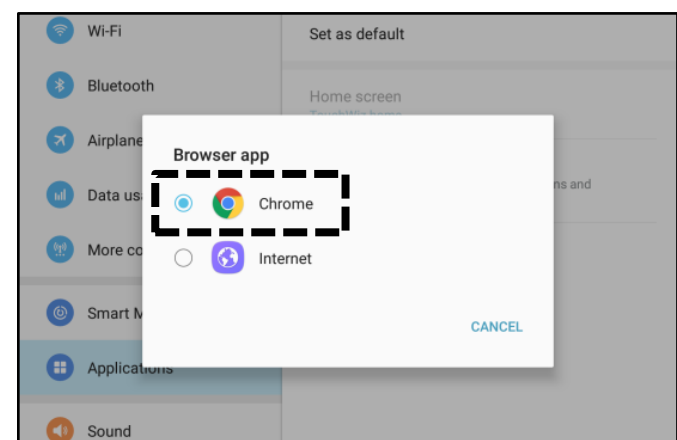 Wi-Fi
Set as default
Bluetooth
Home screen
Airplane
Browser app
Data us
ns and
Chrome
More co
Internet
Smart M
CANCEL
Applications
Sound